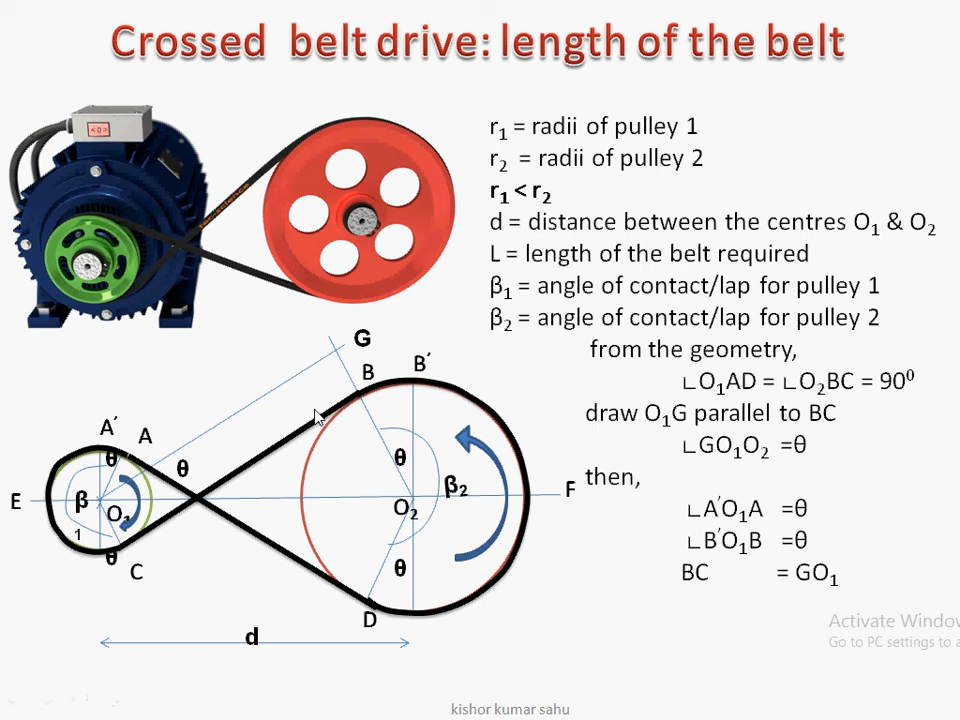 Crossed belt drive: length of the belt
r₁ = radii of pulley 1
r₂ = radii of pulley 2
r₁ < r₂
d = distance between the centres O₁ & O₂
L = length of the belt required
β₁ = angle of contact/lap for pulley 1
β₂ = angle of contact/lap for pulley 2
from the geometry,
∟O₁AD = ∟O₂BC = 90⁰
draw O₁G parallel to BC
∟GO₁O₂ =θ
then,
∟A′O₁A =θ
∟B′O₁B =θ
BC = GO₁
G
B
B′
A′
A
θ
θ
θ
E
β
1
O₁
O₂
β₂
F
θ
C
θ
D
d
Activate Window
Go to PC settings to a
kishor kumar sahu